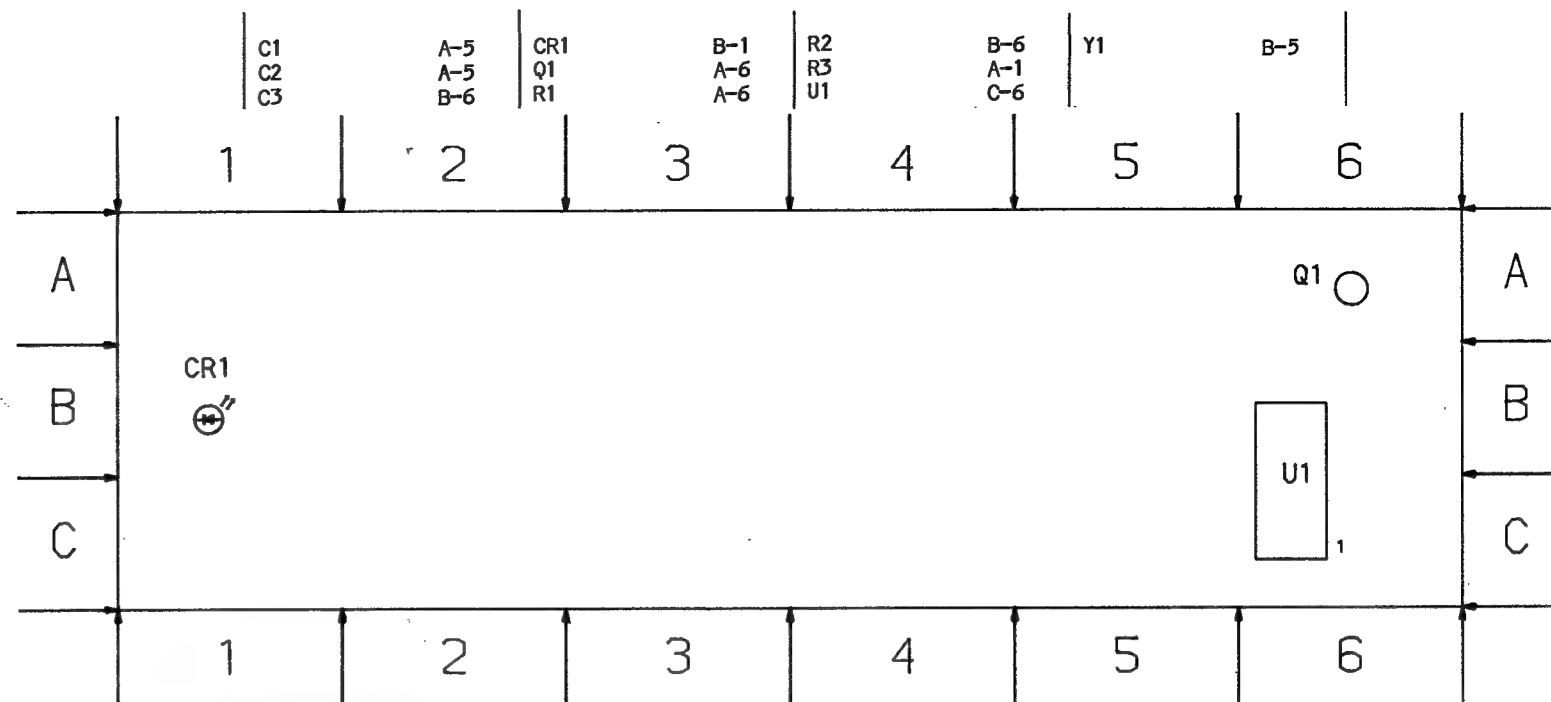 C1 A-5 CR1 B-1 R2 B-6 Y1 B-5
C2 A-5 Q1 A-6 R3 A-1
C3 B-6 R1 A-6 U1 C-6
1 2 3 4 5 6
A Q1 A
CR1
B B
U1
C 1 C
1 2 3 4 5 6